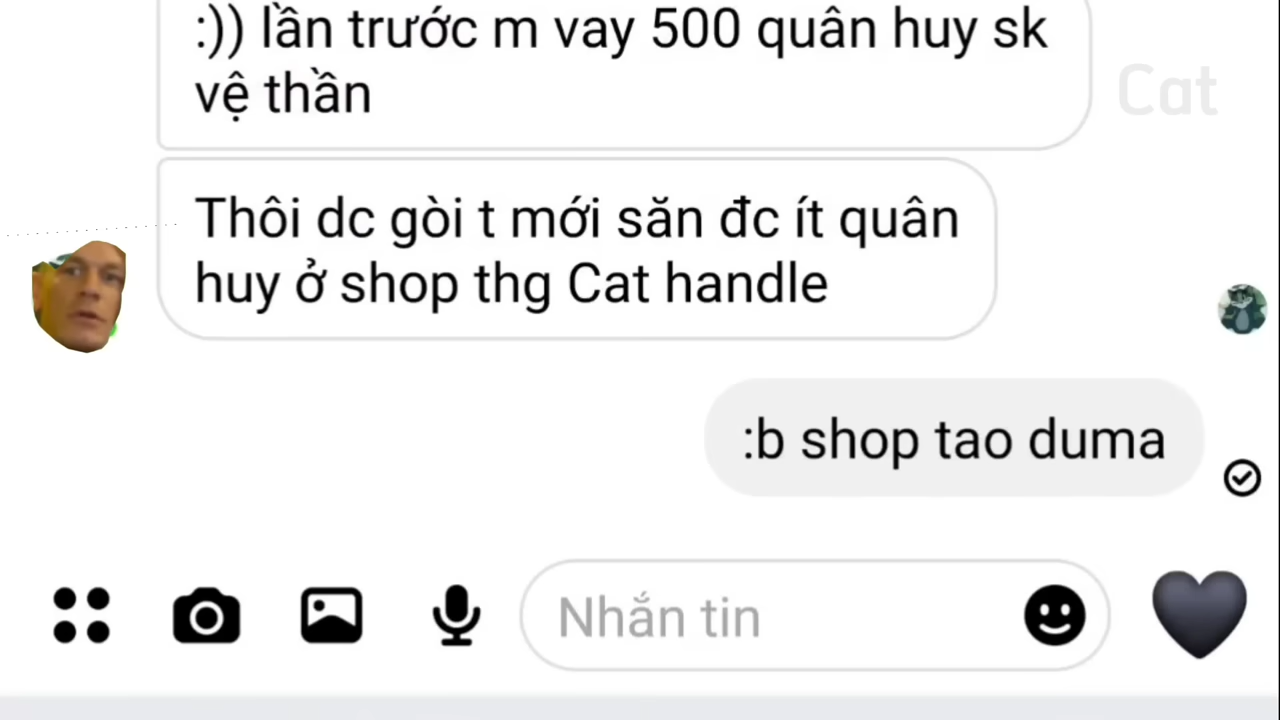 :)) lần trước m vay 500 quân huy sk
vệ thần
Cat
Thôi dc gòi t mới săn đc ít quân
huy ở shop thg Cat handle
:b shop tao duma
Nhắn tin